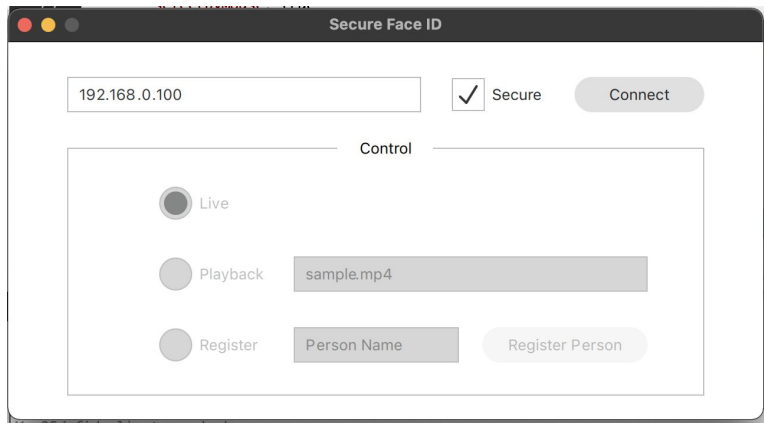 Secure Face ID
192.168.0.100 Secure Connect
Control
Live
Playback sample.mp4
Register Person Name Register Person